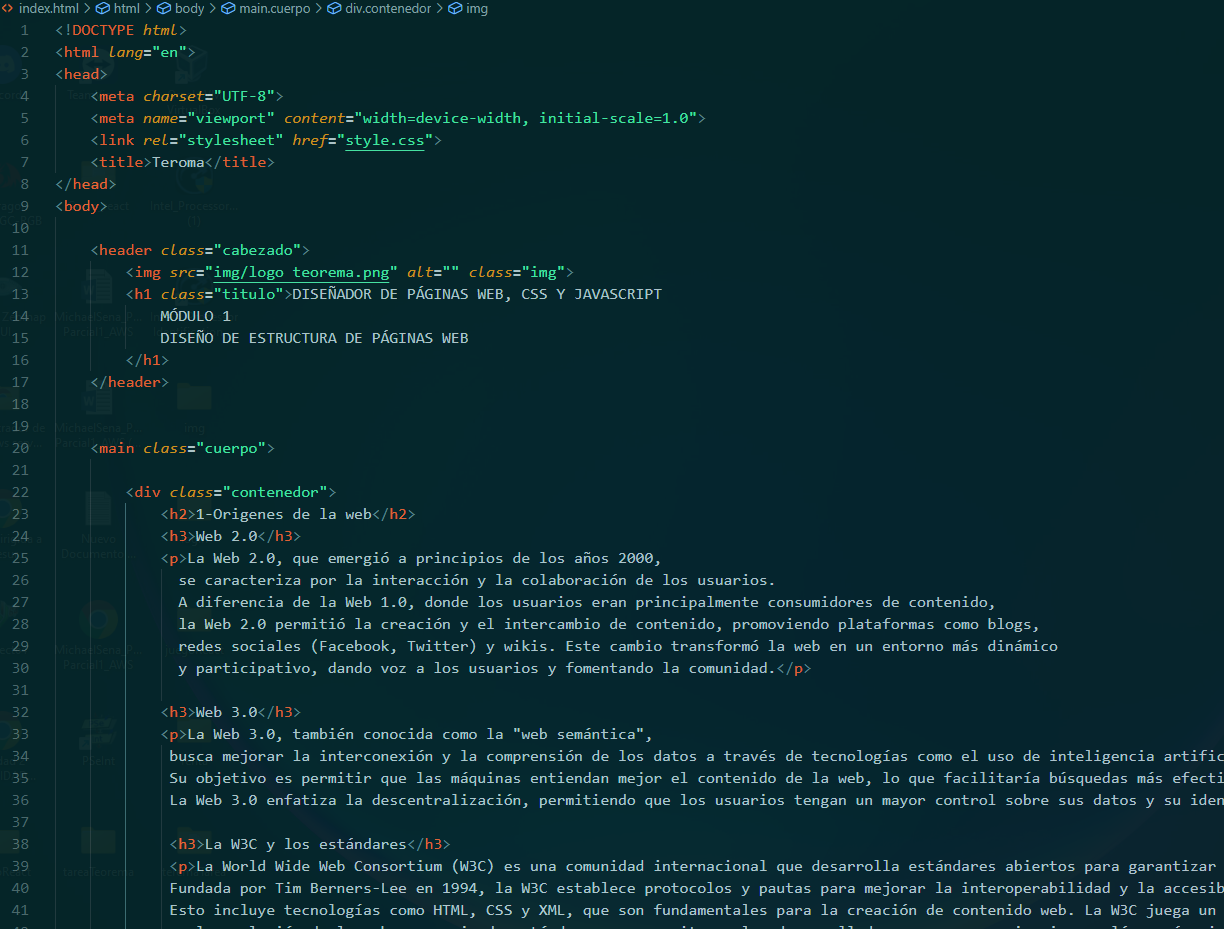 index.html > html > body > main.cuerpo > div.contenedor > img
1 <!DOCTYPE html>
2 <html lang="en">
3 <head>
4 <meta charset="UTF-8">
5 <meta name="viewport" content="width=device-width, initial-scale=1.0">
6 <link rel="stylesheet" href="style.css">
7 <title>Teroma</title>
8 </head>
9 <body>
10
11 <header class="cabezado">
12 <img src="img/logo teorema.png" alt="" class="img">
13 <h1 class="titulo">DISEÑADOR DE PÁGINAS WEB, CSS Y JAVASCRIPT
14 MÓDULO 1
15 DISEÑO DE ESTRUCTURA DE PÁGINAS WEB
16 </h1>
17 </header>
18
19
20 <main class="cuerpo">
21
22 <div class="contenedor">
23 <h2>1-Origenes de la web</h2>
24 <h3>Web 2.0</h3>
25 <p>La Web 2.0, que emergió a principios de los años 2000,
26 se caracteriza por la interacción y la colaboración de los usuarios.
27 A diferencia de la Web 1.0, donde los usuarios eran principalmente consumidores de contenido,
28 la Web 2.0 permitió la creación y el intercambio de contenido, promoviendo plataformas como blogs,
29 redes sociales (Facebook, Twitter) y wikis. Este cambio transformó la web en un entorno más dinámico
30 y participativo, dando voz a los usuarios y fomentando la comunidad.</p>
31
32 <h3>Web 3.0</h3>
33 <p>La Web 3.0, también conocida como la "web semántica",
34 busca mejorar la interconexión y la comprensión de los datos a través de tecnologías como el uso de inteligencia artific
35 Su objetivo es permitir que las máquinas entiendan mejor el contenido de la web, lo que facilitaría búsquedas más efecti
36 La Web 3.0 enfatiza la descentralización, permitiendo que los usuarios tengan un mayor control sobre sus datos y su iden
37
38 <h3>La W3C y los estándares</h3>
39 <p>La World Wide Web Consortium (W3C) es una comunidad internacional que desarrolla estándares abiertos para garantizar
40 Fundada por Tim Berners-Lee en 1994, la W3C establece protocolos y pautas para mejorar la interoperabilidad y la accesib
41 Esto incluye tecnologías como HTML, CSS y XML, que son fundamentales para la creación de contenido web. La W3C juega un